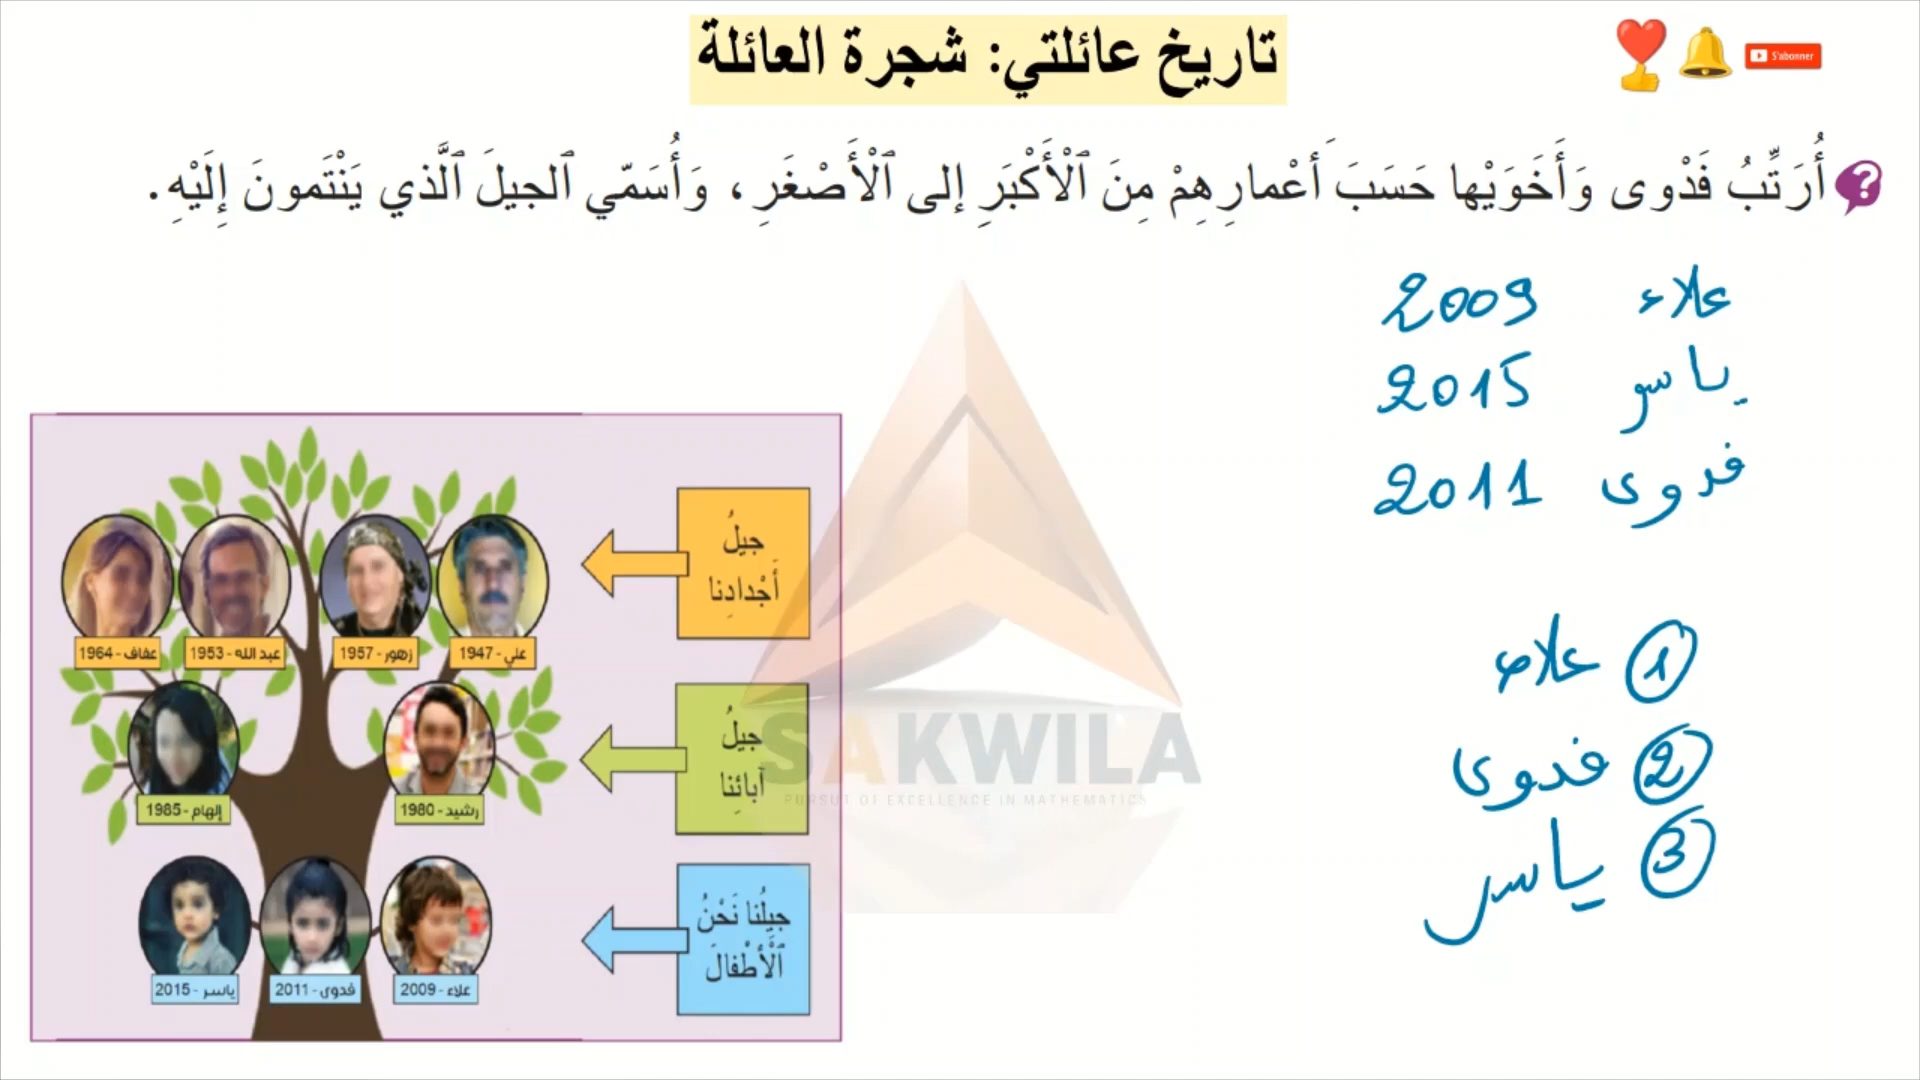 تاريخ عائلتي: شجرة العائلة
S'abonner
أُرَتِّبُ فَدْوى وَأَخَوَيْها حَسَبَ أَعْمارِهِمْ مِنَ ٱلْأَكْبَرِ إِلى ٱلْأَصْغَرِ، وَأُسَمّي ٱلجيلَ ٱلَّذي يَنْتَمونَ إِلَيْهِ.
علاء 2009
ياسر 2015
فدوى 2011
① علاء
② فدوى
③ ياسر
جيلُ
أَجْدادِنا
علي - 1947
زهور - 1957
عبد الله - 1953
عفاف - 1964
جيلُ
آبائِنا
رشيد - 1980
إلهام - 1985
جيلُنا نَحْنُ
ٱلْأَطْفالَ
علاء - 2009
فدوى - 2011
ياسر - 2015
SAKWILA
PURSUT OF EXCELLENCE IN MATHEMATICS